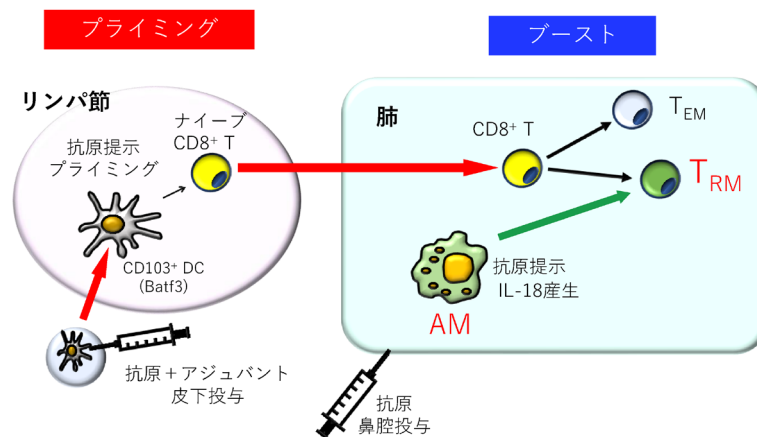 プライミング
ブースト
リンパ節
抗原提示
プライミング
ナイーブ
CD8⁺ T
CD103⁺ DC
(Batf3)
抗原＋アジュバント
皮下投与
肺
CD8⁺ T
TEM
TRM
抗原提示
IL-18産生
AM
抗原
鼻腔投与